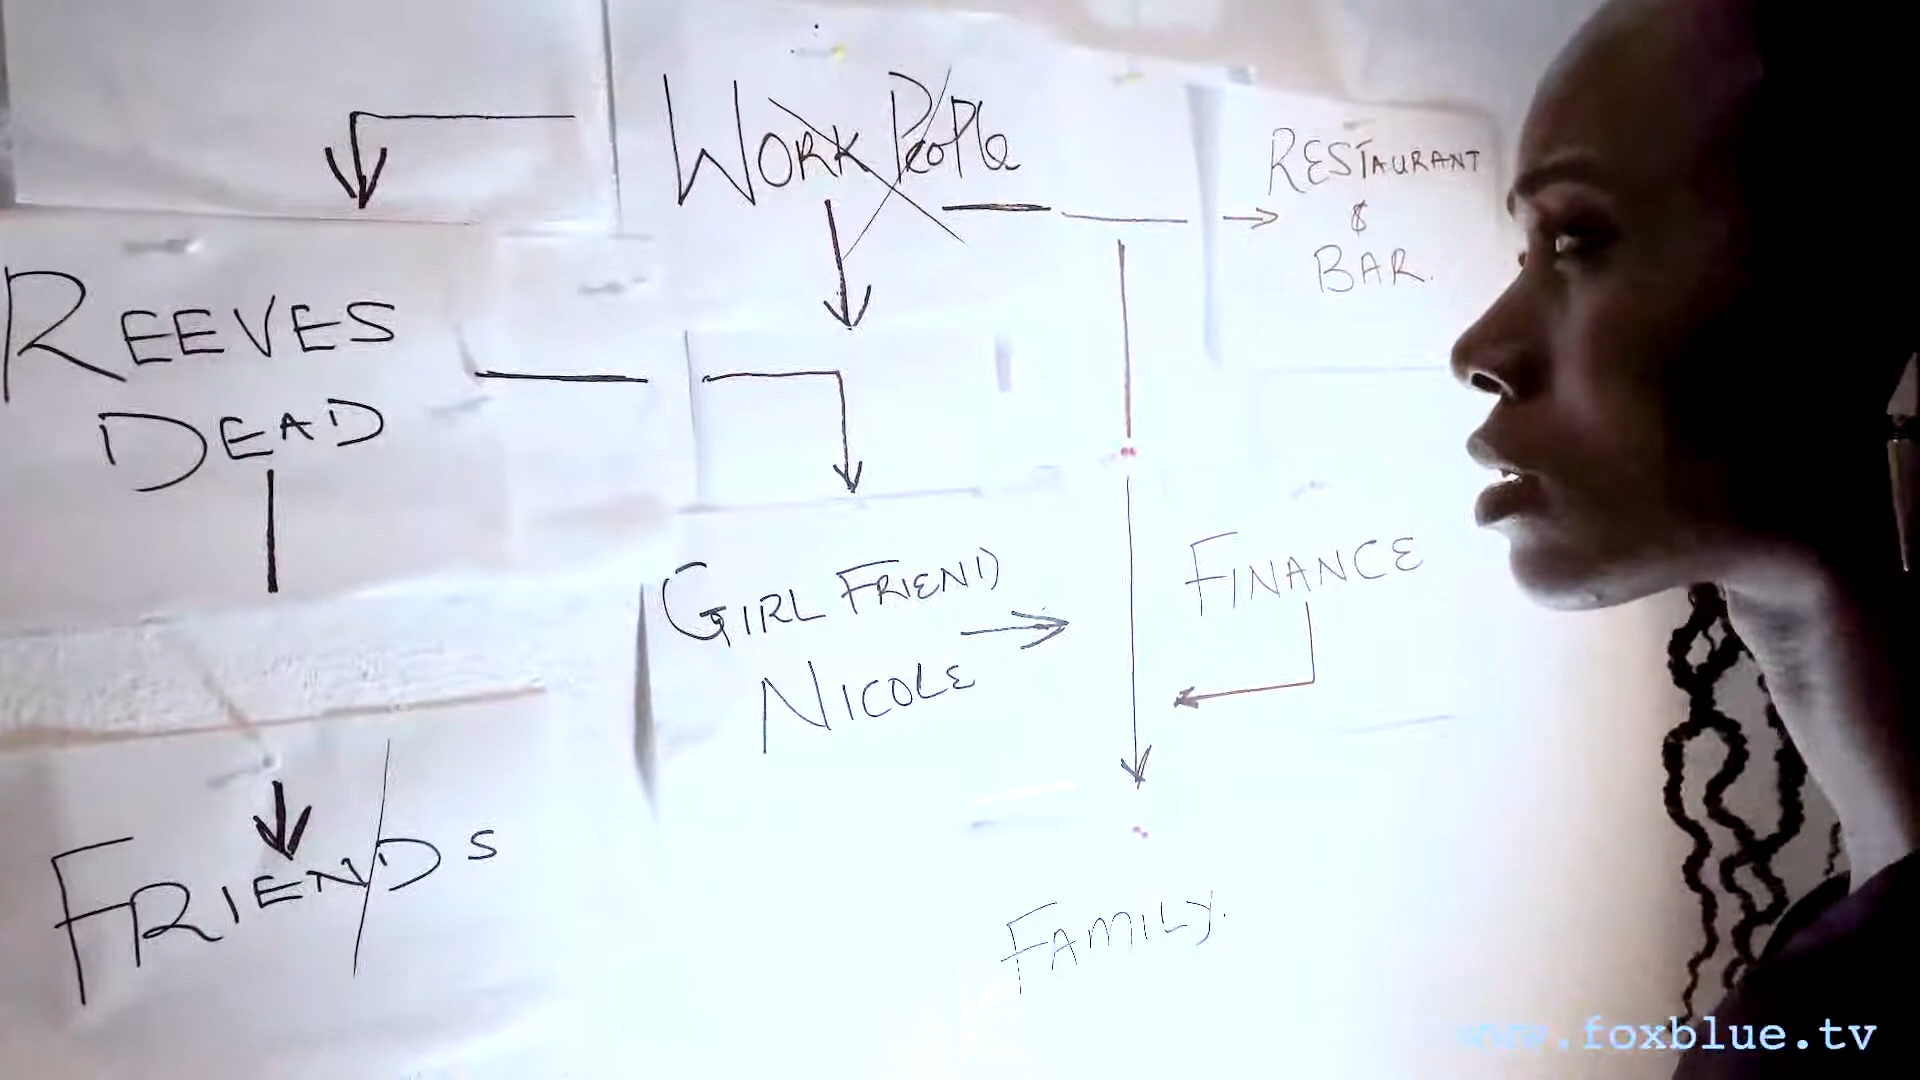 WORK PEOPLE
RESTAURANT
&
BAR.
REEVES
DEAD
GIRL FRIEND
NICOLE
FINANCE
FRIENDS
FAMILY.
www.foxblue.tv